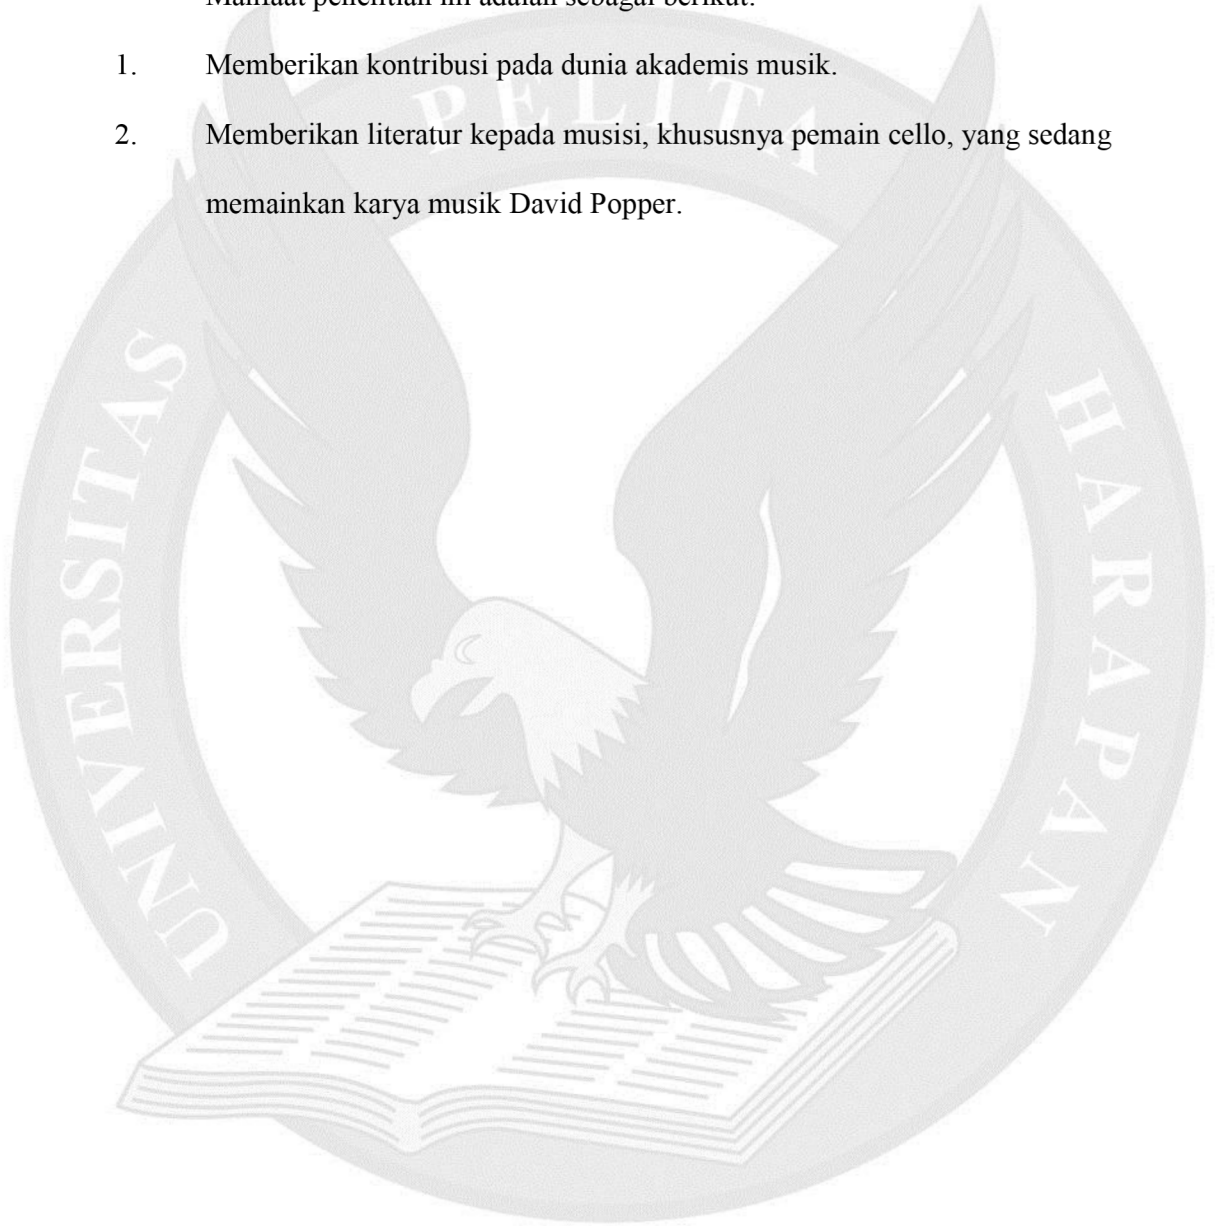 Manfaat penelitian ini adalah sebagai berikut:
1. Memberikan kontribusi pada dunia akademis musik.
2. Memberikan literatur kepada musisi, khususnya pemain cello, yang sedang
memainkan karya musik David Popper.
UNIVERSITAS PELITA HARAPAN